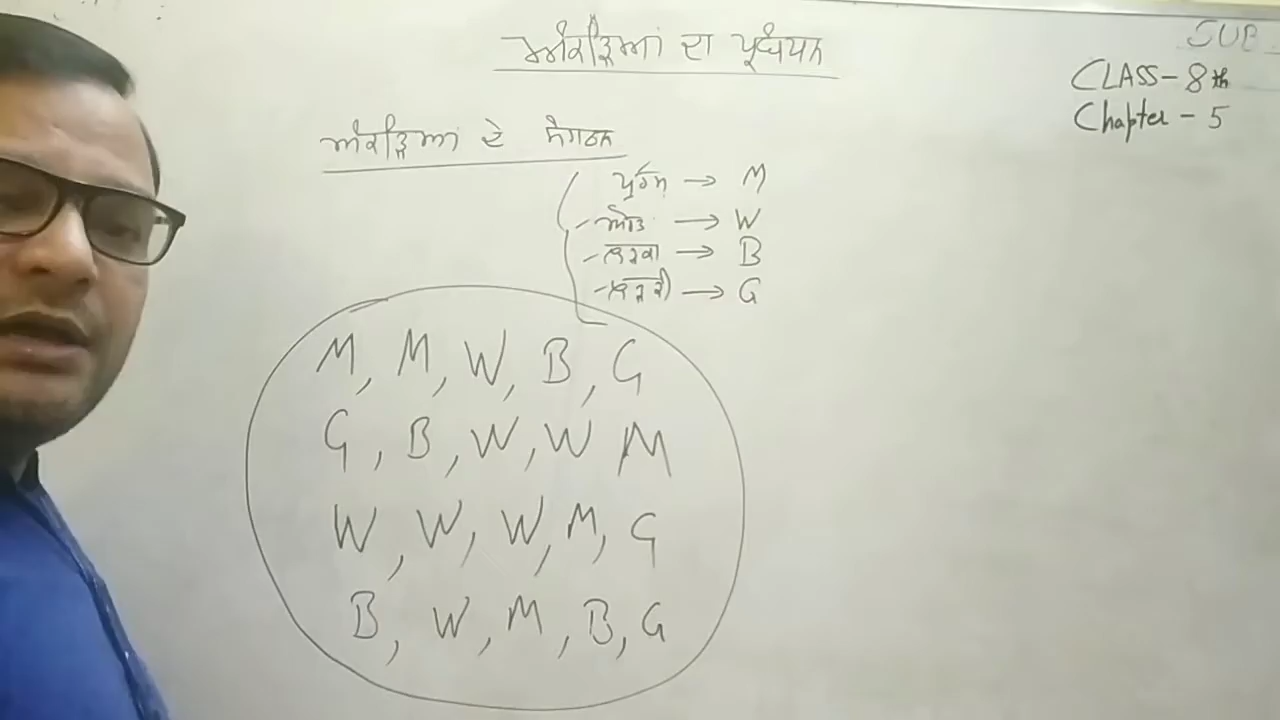 ਅੰਕੜਿਆਂ ਦਾ ਪ੍ਰਬੰਧਨ
SUB
CLASS - 8th
Chapter - 5
ਅੰਕੜਿਆਂ ਦੇ ਸੰਗਠਨ
ਪੁਰਸ਼ → M
- ਔਰਤ → W
- ਲੜਕਾ → B
- ਲੜਕੀ → G
M, M, W, B, G
G, B, W, W M
W, W, W, M, G
B, W, M, B, G